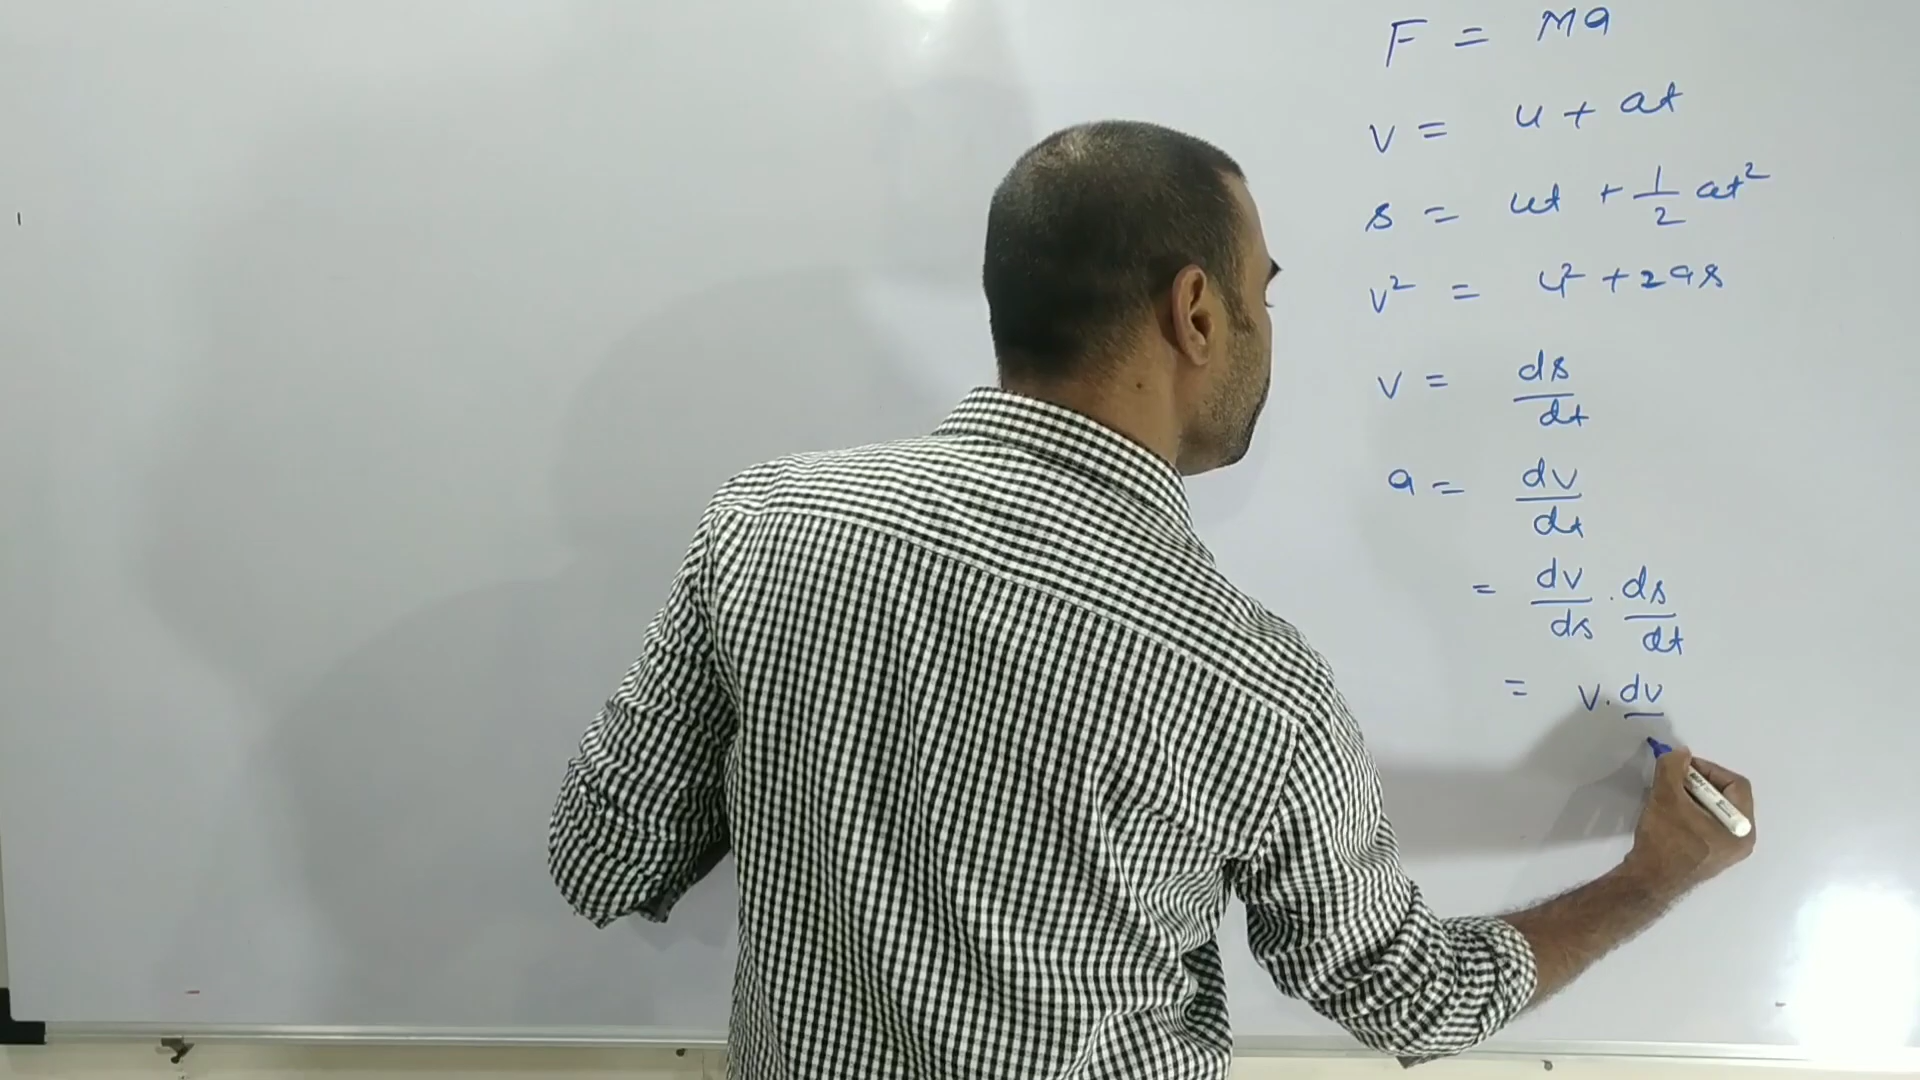 F = Ma
v = u + at
s = ut + 1/2 at²
v² = u² + 2as
v = ds/dt
a = dv/dt
= dv/ds . ds/dt
= v. dv